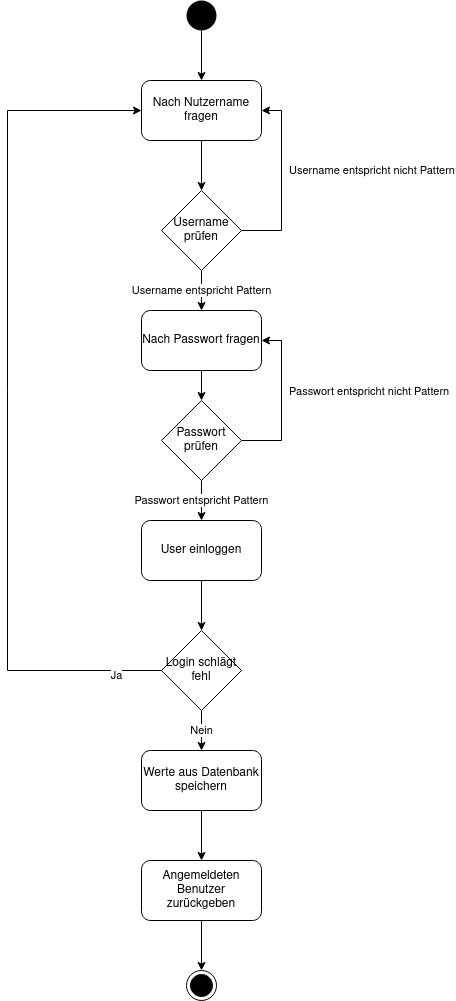 Nach Nutzername
fragen
Username entspricht nicht Pattern
Username
prüfen
Username entspricht Pattern
Nach Passwort fragen
Passwort entspricht nicht Pattern
Passwort
prüfen
Passwort entspricht Pattern
User einloggen
Login schlägt
fehl
Ja
Nein
Werte aus Datenbank
speichern
Angemeldeten
Benutzer
zurückgeben